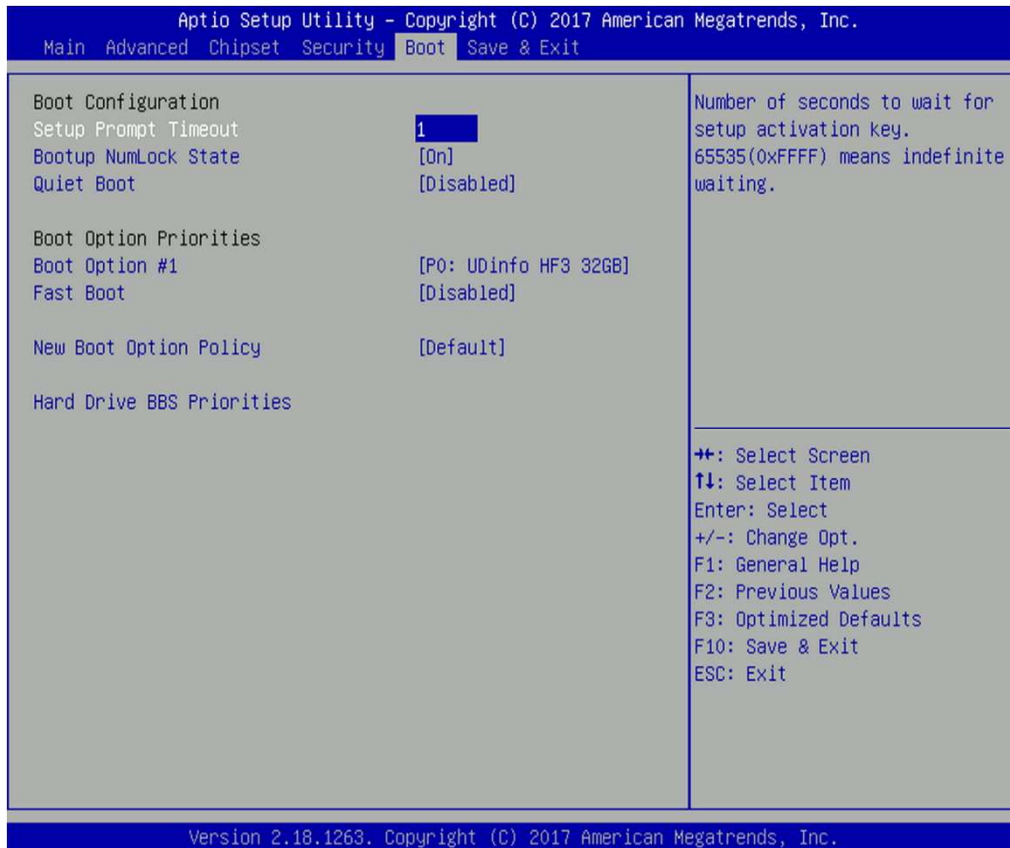 Aptio Setup Utility – Copyright (C) 2017 American Megatrends, Inc.
Main Advanced Chipset Security Boot Save & Exit
Boot Configuration
Setup Prompt Timeout 1
Bootup NumLock State [On]
Quiet Boot [Disabled]
Boot Option Priorities
Boot Option #1 [P0: UDinfo HF3 32GB]
Fast Boot [Disabled]
New Boot Option Policy [Default]
Hard Drive BBS Priorities
Number of seconds to wait for
setup activation key.
65535(0xFFFF) means indefinite
waiting.
→←: Select Screen
↑↓: Select Item
Enter: Select
+/-: Change Opt.
F1: General Help
F2: Previous Values
F3: Optimized Defaults
F10: Save & Exit
ESC: Exit
Version 2.18.1263. Copyright (C) 2017 American Megatrends, Inc.